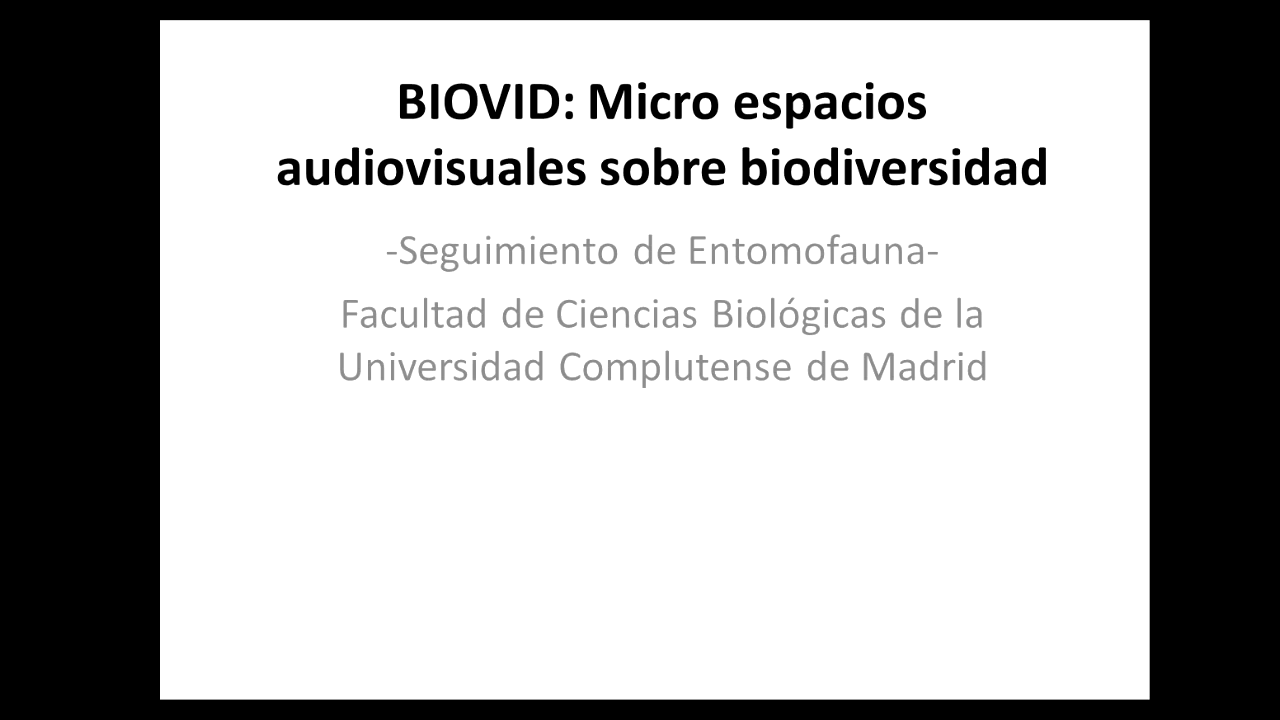 BIOVID: Micro espacios
audiovisuales sobre biodiversidad
-Seguimiento de Entomofauna-
Facultad de Ciencias Biológicas de la
Universidad Complutense de Madrid